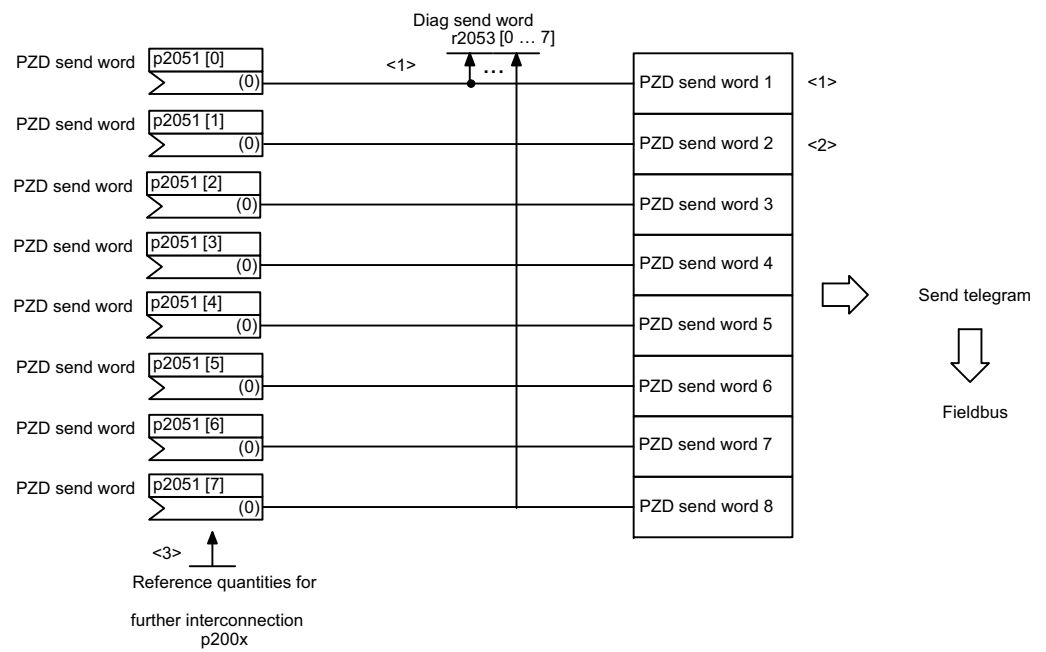 Diag send word
r2053 [0 … 7]
PZD send word
p2051 [0]
(0)
<1>
...
PZD send word 1
<1>
PZD send word
p2051 [1]
(0)
PZD send word 2
<2>
PZD send word
p2051 [2]
(0)
PZD send word 3
PZD send word
p2051 [3]
(0)
PZD send word 4
PZD send word
p2051 [4]
(0)
PZD send word 5
Send telegram
PZD send word
p2051 [5]
(0)
PZD send word 6
Fieldbus
PZD send word
p2051 [6]
(0)
PZD send word 7
PZD send word
p2051 [7]
(0)
PZD send word 8
<3>
Reference quantities for
further interconnection
p200x